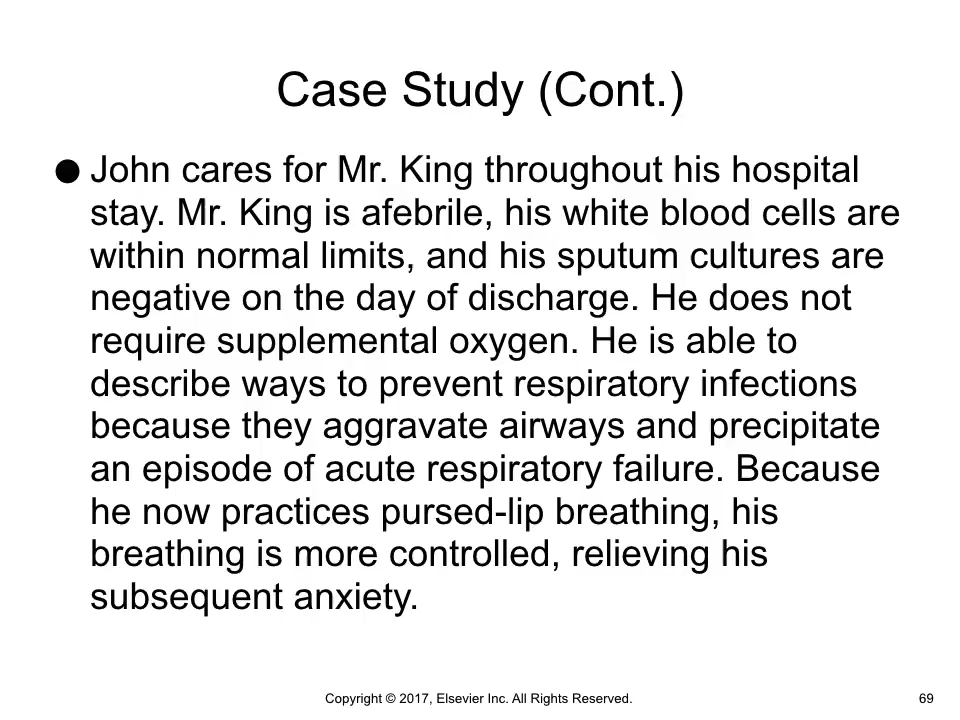 Case Study (Cont.)
● John cares for Mr. King throughout his hospital
stay. Mr. King is afebrile, his white blood cells are
within normal limits, and his sputum cultures are
negative on the day of discharge. He does not
require supplemental oxygen. He is able to
describe ways to prevent respiratory infections
because they aggravate airways and precipitate
an episode of acute respiratory failure. Because
he now practices pursed-lip breathing, his
breathing is more controlled, relieving his
subsequent anxiety.
Copyright © 2017, Elsevier Inc. All Rights Reserved.
69